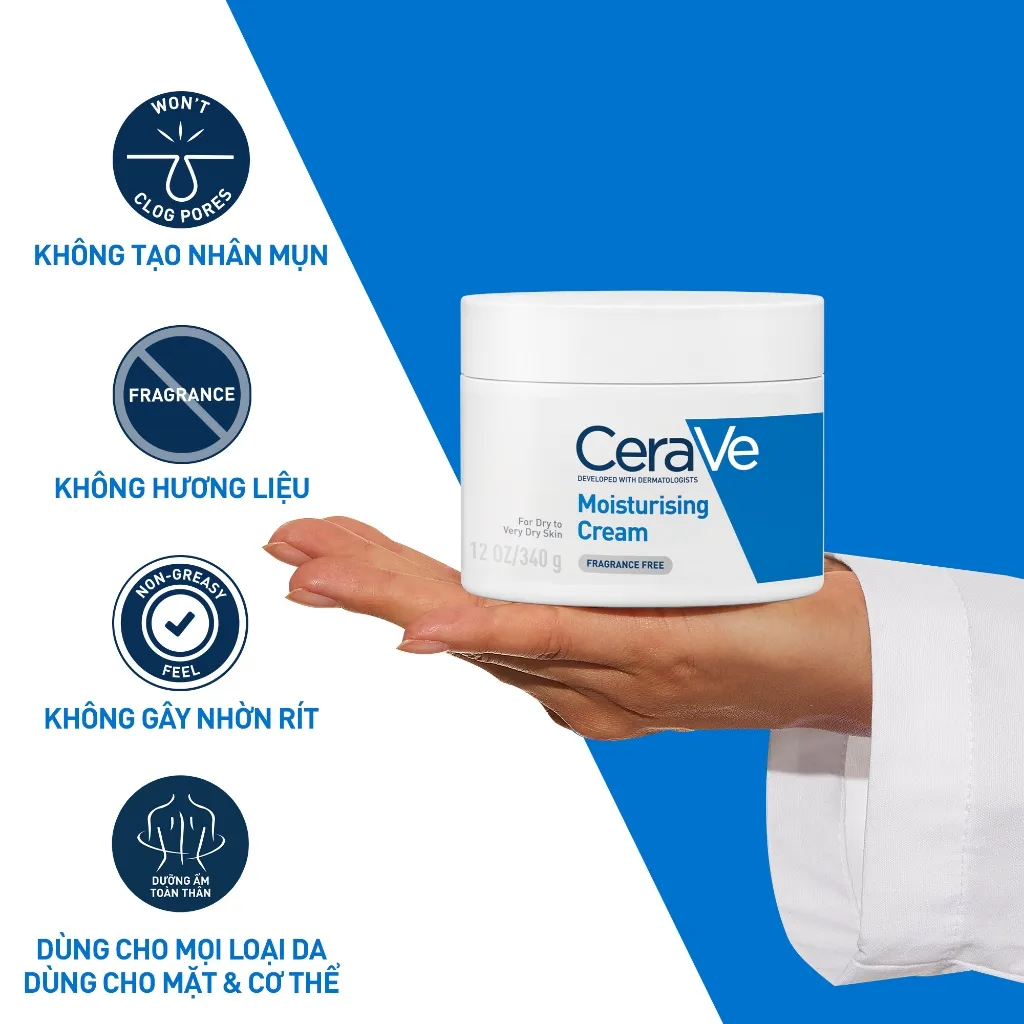 WON'T
CLOG PORES
KHÔNG TẠO NHÂN MỤN
FRAGRANCE
KHÔNG HƯƠNG LIỆU
NON-GREASY
FEEL
KHÔNG GÂY NHỜN RÍT
DƯỠNG ẨM
TOÀN THÂN
DÙNG CHO MỌI LOẠI DA
DÙNG CHO MẶT & CƠ THỂ
CeraVe
DEVELOPED WITH DERMATOLOGISTS
Moisturising
Cream
For Dry to
Very Dry Skin
12 OZ/340 g
FRAGRANCE FREE